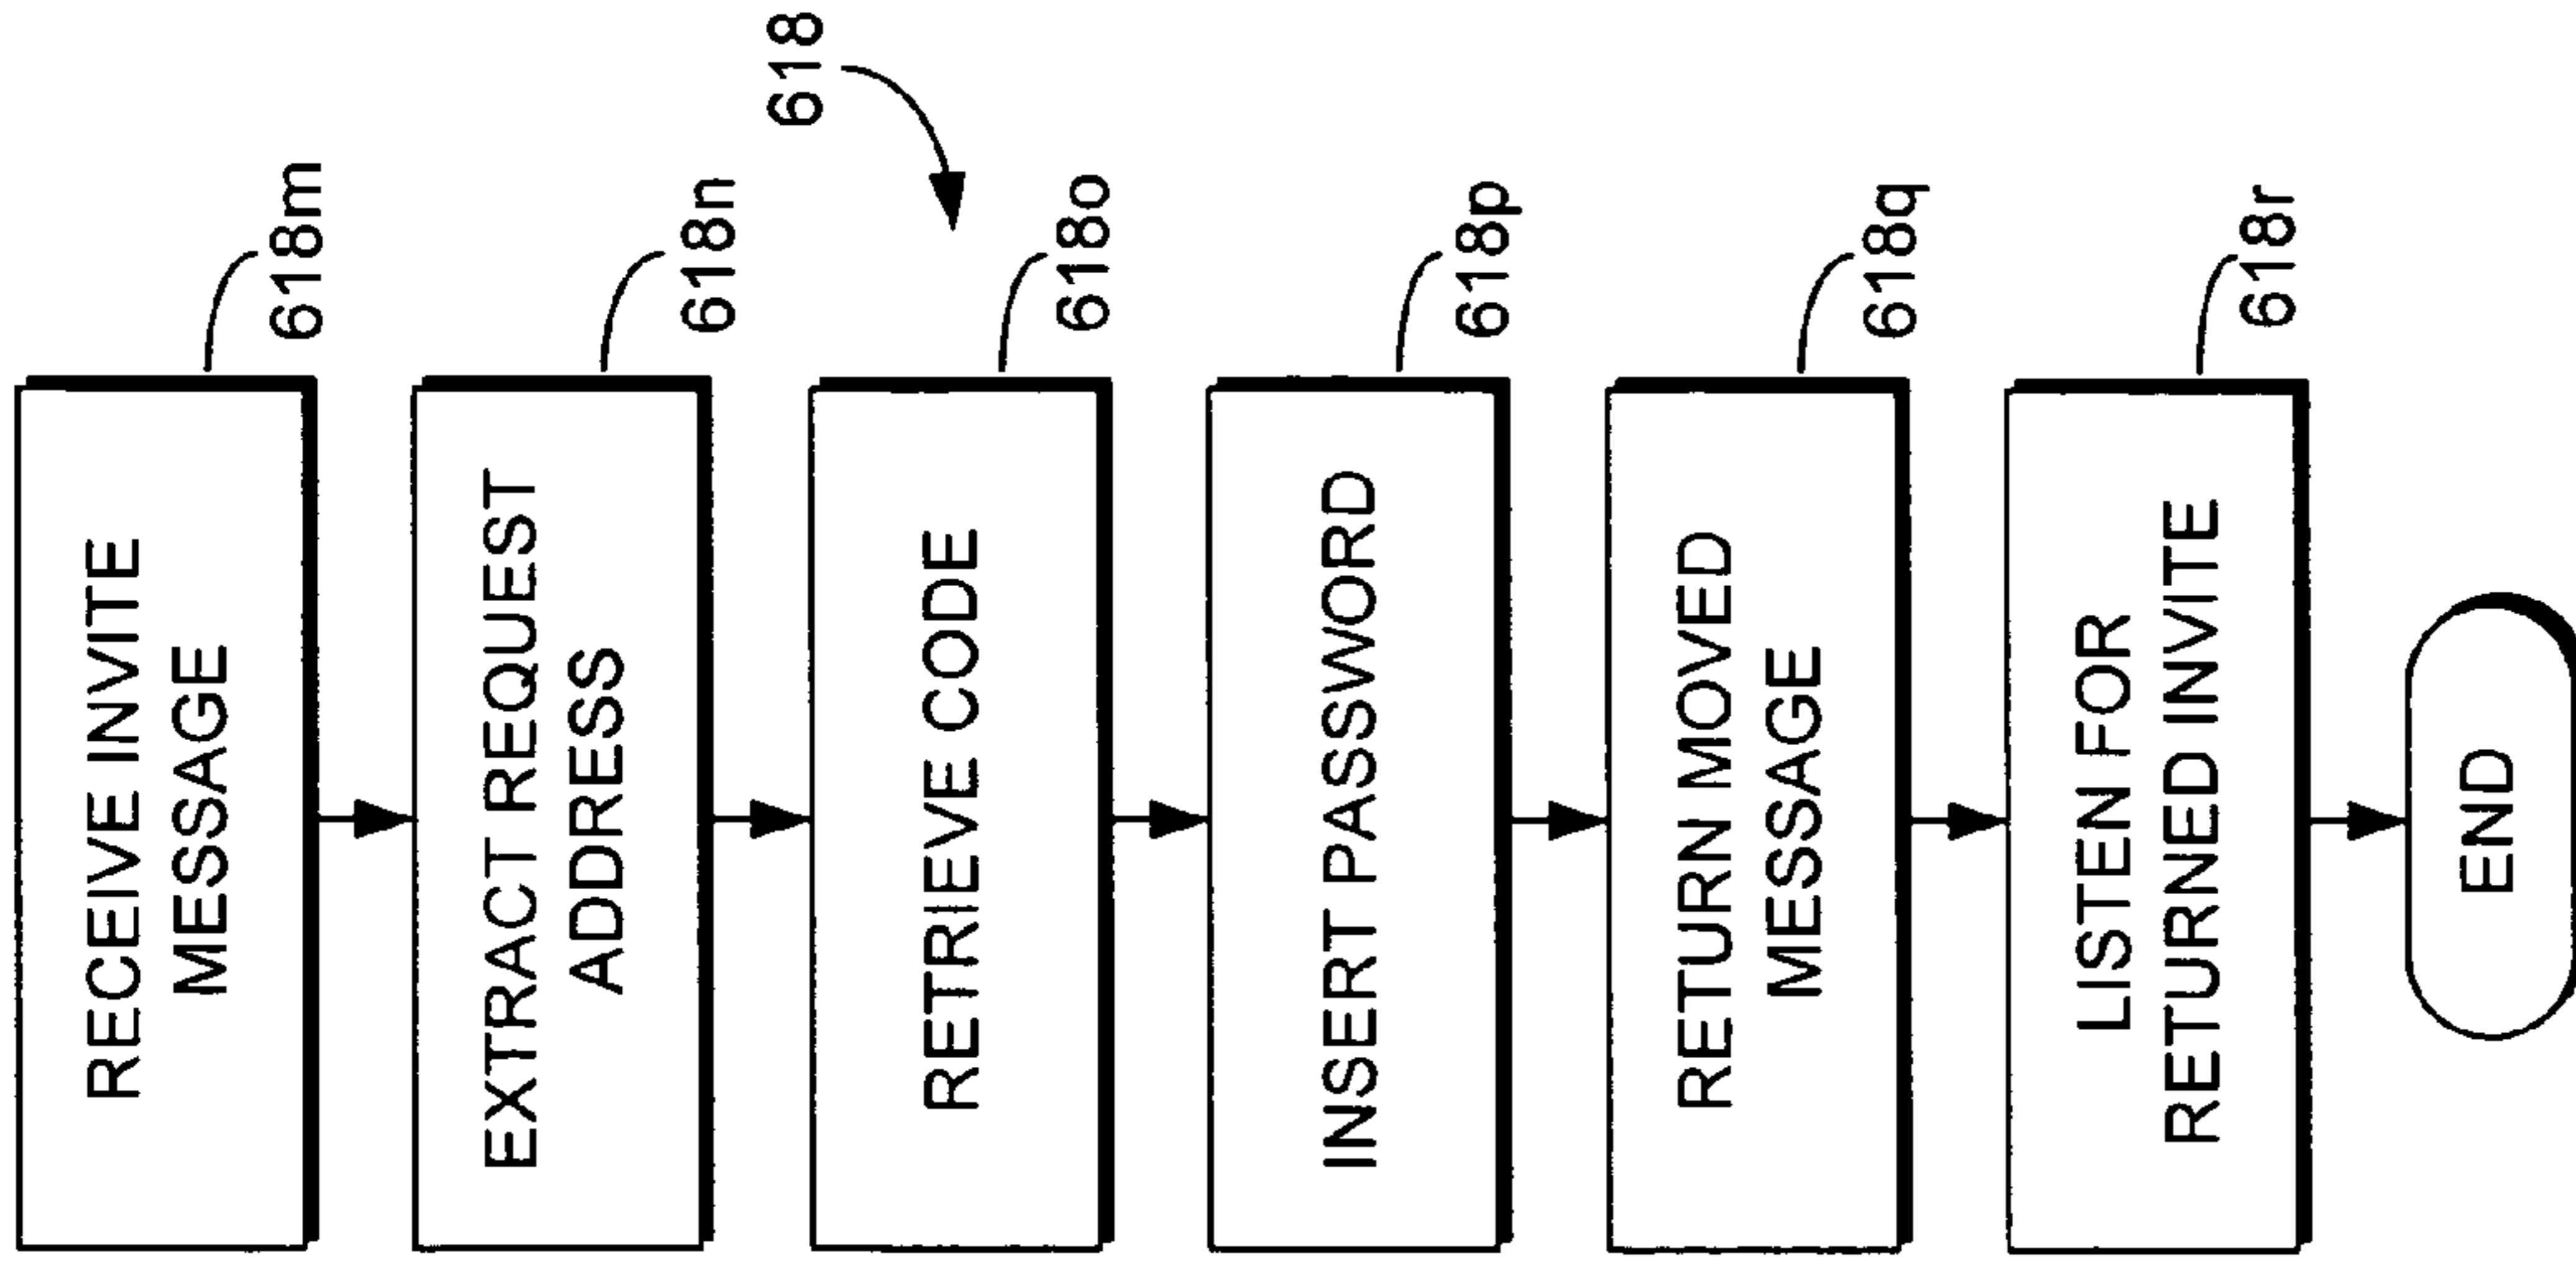 618
RECEIVE INVITE
MESSAGE
618m
EXTRACT REQUEST
ADDRESS
618n
RETRIEVE CODE
618o
INSERT PASSWORD
618p
RETURN MOVED
MESSAGE
618q
LISTEN FOR
RETURNED INVITE
618r
END